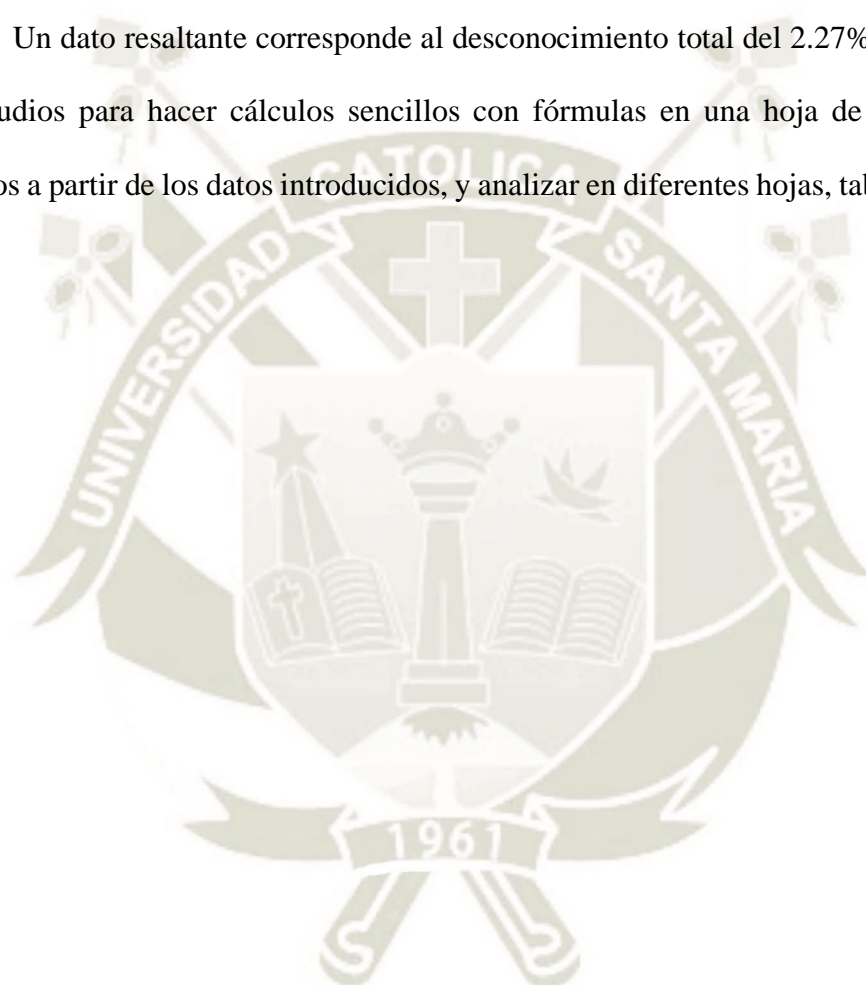 Un dato resaltante corresponde al desconocimiento total del 2.27%
udios para hacer cálculos sencillos con fórmulas en una hoja de
os a partir de los datos introducidos, y analizar en diferentes hojas, tal
UNIVERSIDAD CATOLICA SANTA MARIA
1961